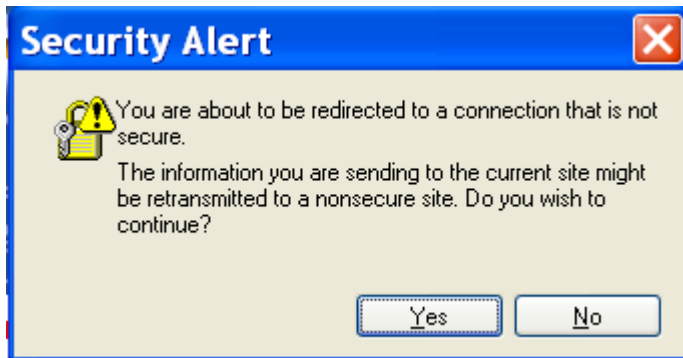 Security Alert
You are about to be redirected to a connection that is not
secure.
The information you are sending to the current site might
be retransmitted to a nonsecure site. Do you wish to
continue?
Yes
No